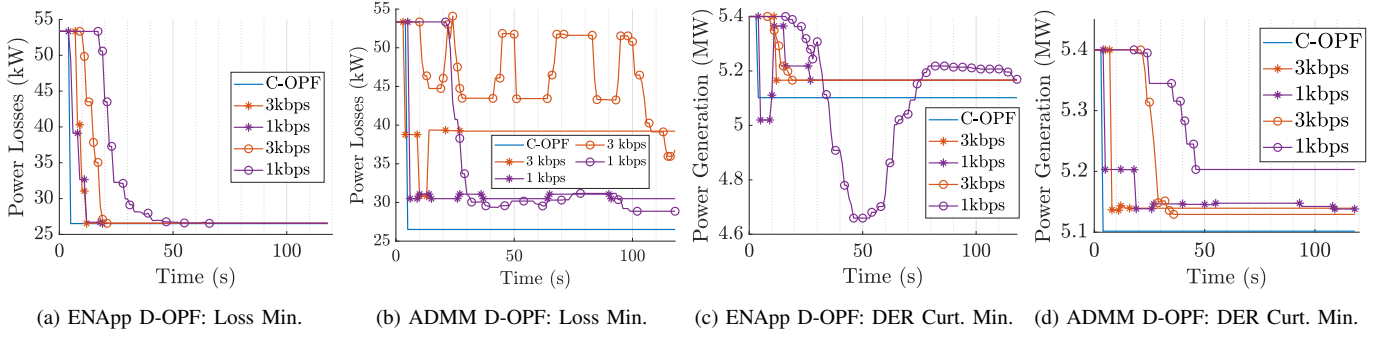 55
50
45
40
35
30
25
Power Losses (kW)
0
50
100
Time (s)
C-OPF
3kbps
1kbps
3kbps
1kbps
(a) ENApp D-OPF: Loss Min.
55
50
45
40
35
30
25
Power Losses (kW)
0
50
100
Time (s)
C-OPF
3 kbps
1 kbps
3 kbps
1 kbps
(b) ADMM D-OPF: Loss Min.
5.4
5.2
5
4.8
4.6
Power Generation (MW)
0
50
100
Time (s)
C-OPF
3kbps
1kbps
3kbps
1kbps
(c) ENApp D-OPF: DER Curt. Min.
5.4
5.3
5.2
5.1
Power Generation (MW)
0
50
100
Time (s)
C-OPF
3kbps
1kbps
3kbps
1kbps
(d) ADMM D-OPF: DER Curt. Min.